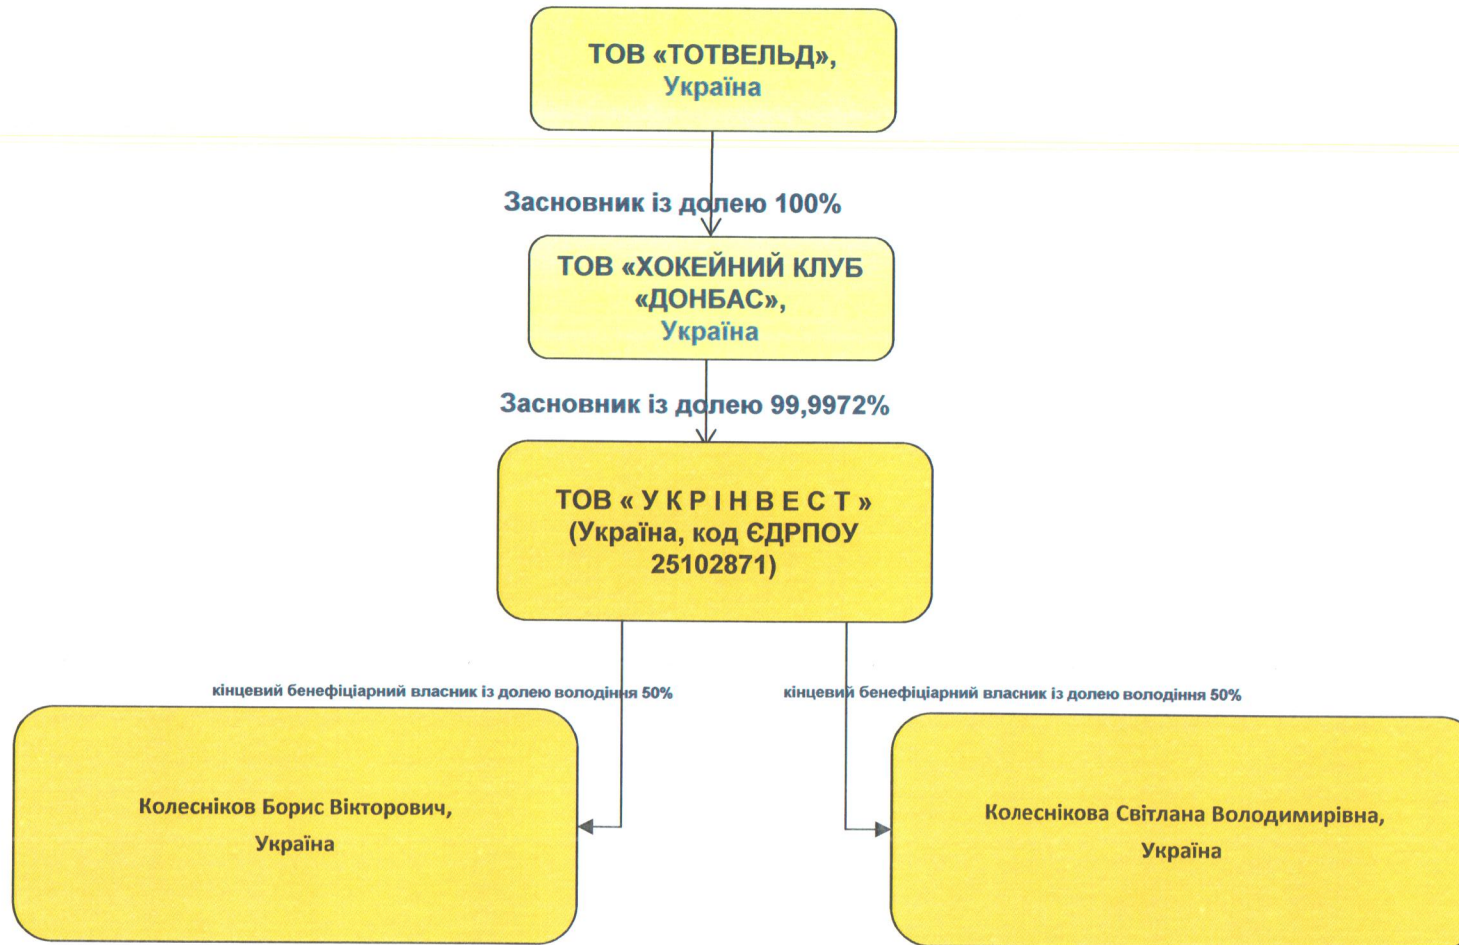 ТОВ «ТОТВЕЛЬД»,
Україна
Засновник із долею 100%
ТОВ «ХОКЕЙНИЙ КЛУБ
«ДОНБАС»,
Україна
Засновник із долею 99,9972%
ТОВ « У К Р І Н В Е С Т »
(Україна, код ЄДРПОУ
25102871)
кінцевий бенефіціарний власник із долею володіння 50%
кінцевий бенефіціарний власник із долею володіння 50%
Колесніков Борис Вікторович,
Україна
Колеснікова Світлана Володимирівна,
Україна